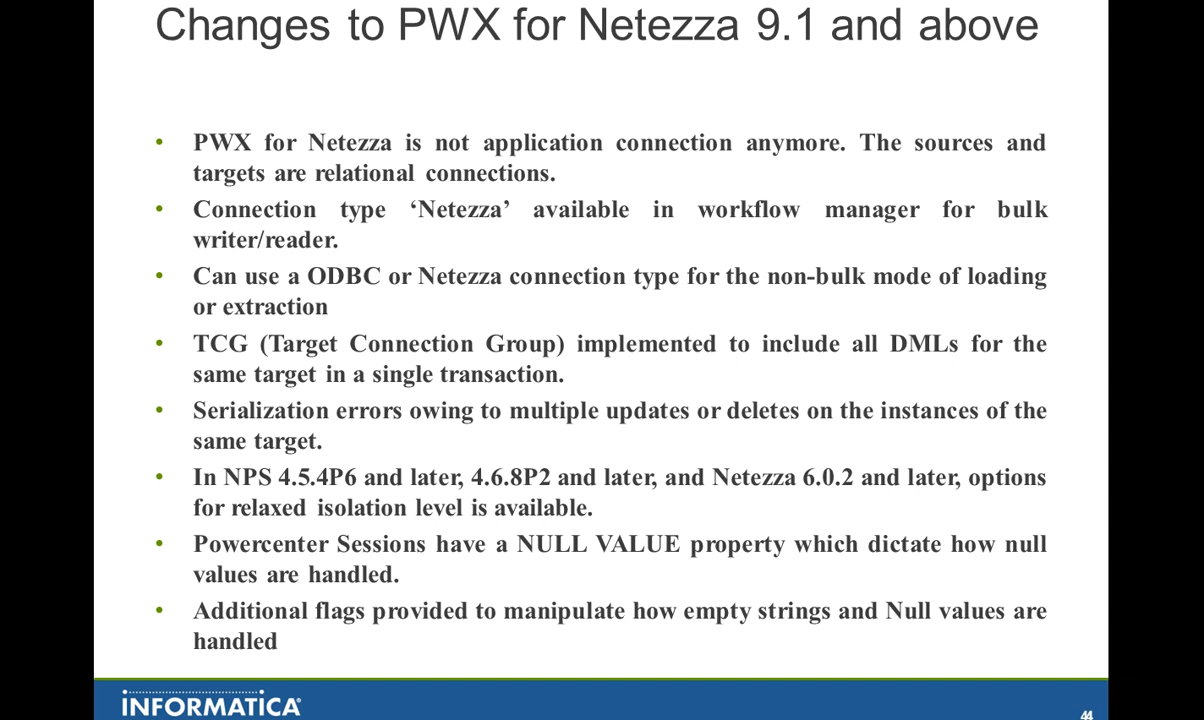 Changes to PWX for Netezza 9.1 and above
• PWX for Netezza is not application connection anymore. The sources and
targets are relational connections.
• Connection type ‘Netezza’ available in workflow manager for bulk
writer/reader.
• Can use a ODBC or Netezza connection type for the non-bulk mode of loading
or extraction
• TCG (Target Connection Group) implemented to include all DMLs for the
same target in a single transaction.
• Serialization errors owing to multiple updates or deletes on the instances of the
same target.
• In NPS 4.5.4P6 and later, 4.6.8P2 and later, and Netezza 6.0.2 and later, options
for relaxed isolation level is available.
• Powercenter Sessions have a NULL VALUE property which dictate how null
values are handled.
• Additional flags provided to manipulate how empty strings and Null values are
handled
INFORMATICA®
44